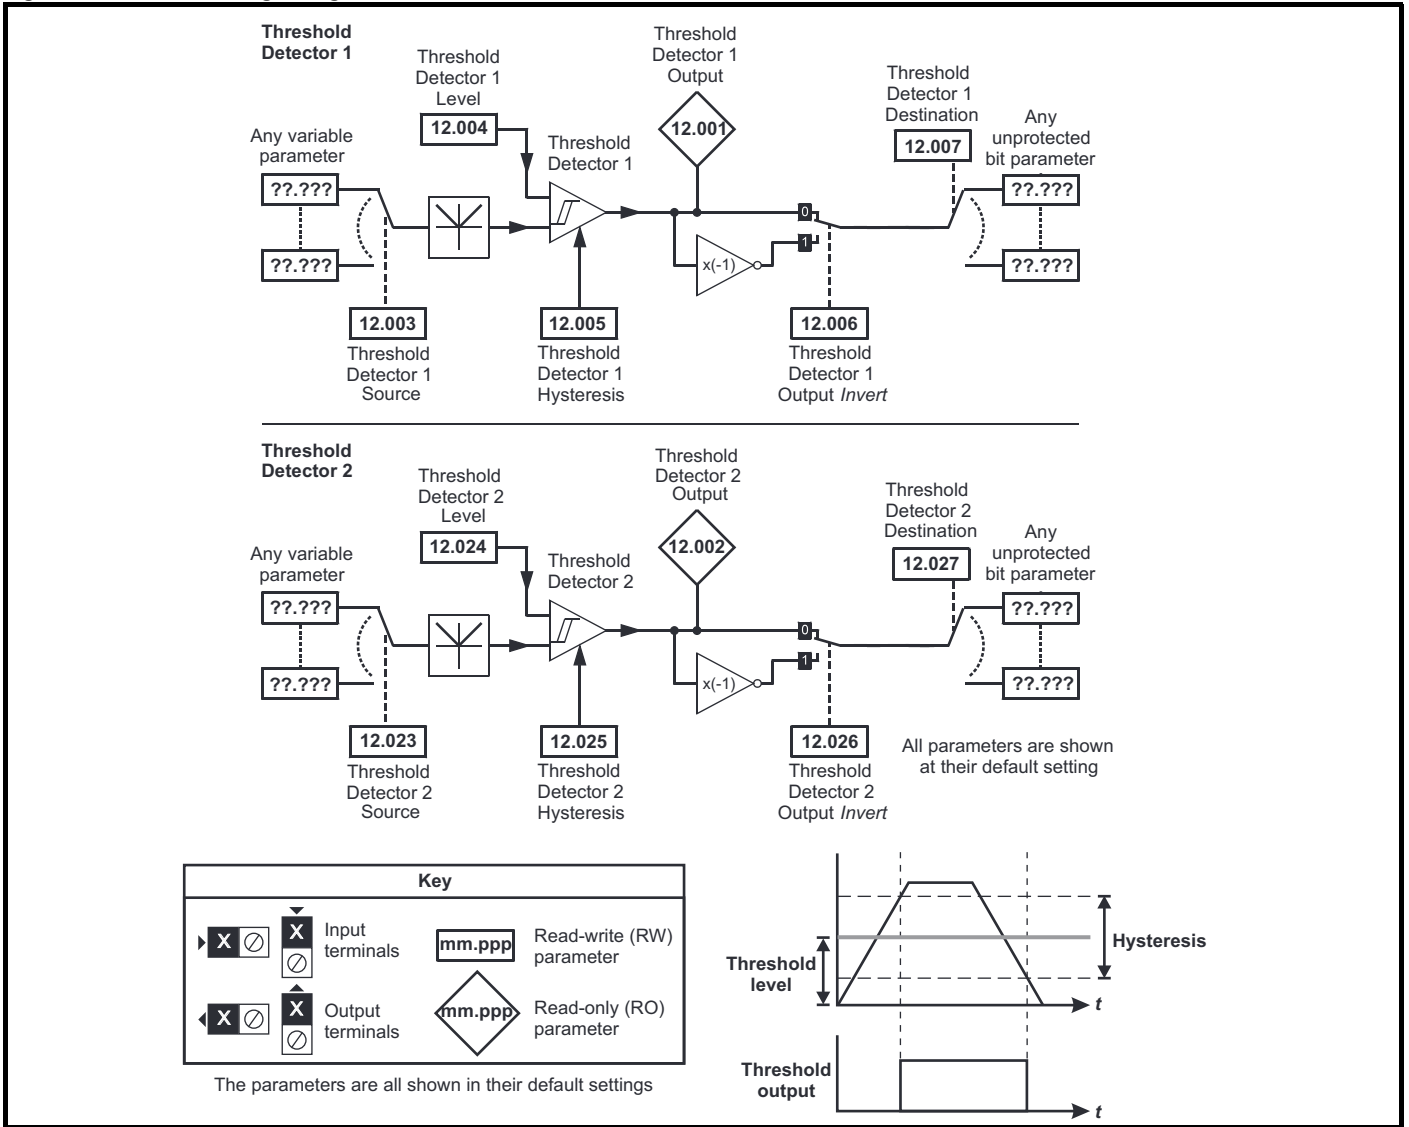 Threshold
Detector 1
Threshold
Detector 1
Level
12.004
Threshold
Detector 1
Output
12.001
Threshold
Detector 1
Destination
12.007
Any variable
parameter
??.???
??.???
Threshold
Detector 1
Any
unprotected
bit parameter
??.???
??.???
0
1
x(-1)
12.003
Threshold
Detector 1
Source
12.005
Threshold
Detector 1
Hysteresis
12.006
Threshold
Detector 1
Output Invert
Threshold
Detector 2
Threshold
Detector 2
Level
12.024
Threshold
Detector 2
Output
12.002
Threshold
Detector 2
Destination
12.027
Any variable
parameter
??.???
??.???
Threshold
Detector 2
Any
unprotected
bit parameter
??.???
??.???
0
1
x(-1)
12.023
Threshold
Detector 2
Source
12.025
Threshold
Detector 2
Hysteresis
12.026
Threshold
Detector 2
Output Invert
All parameters are shown
at their default setting
Key
X
X
Input
terminals
mm.ppp
Read-write (RW)
parameter
X
X
Output
terminals
mm.ppp
Read-only (RO)
parameter
The parameters are all shown in their default settings
Threshold
level
Hysteresis
t
Threshold
output
t